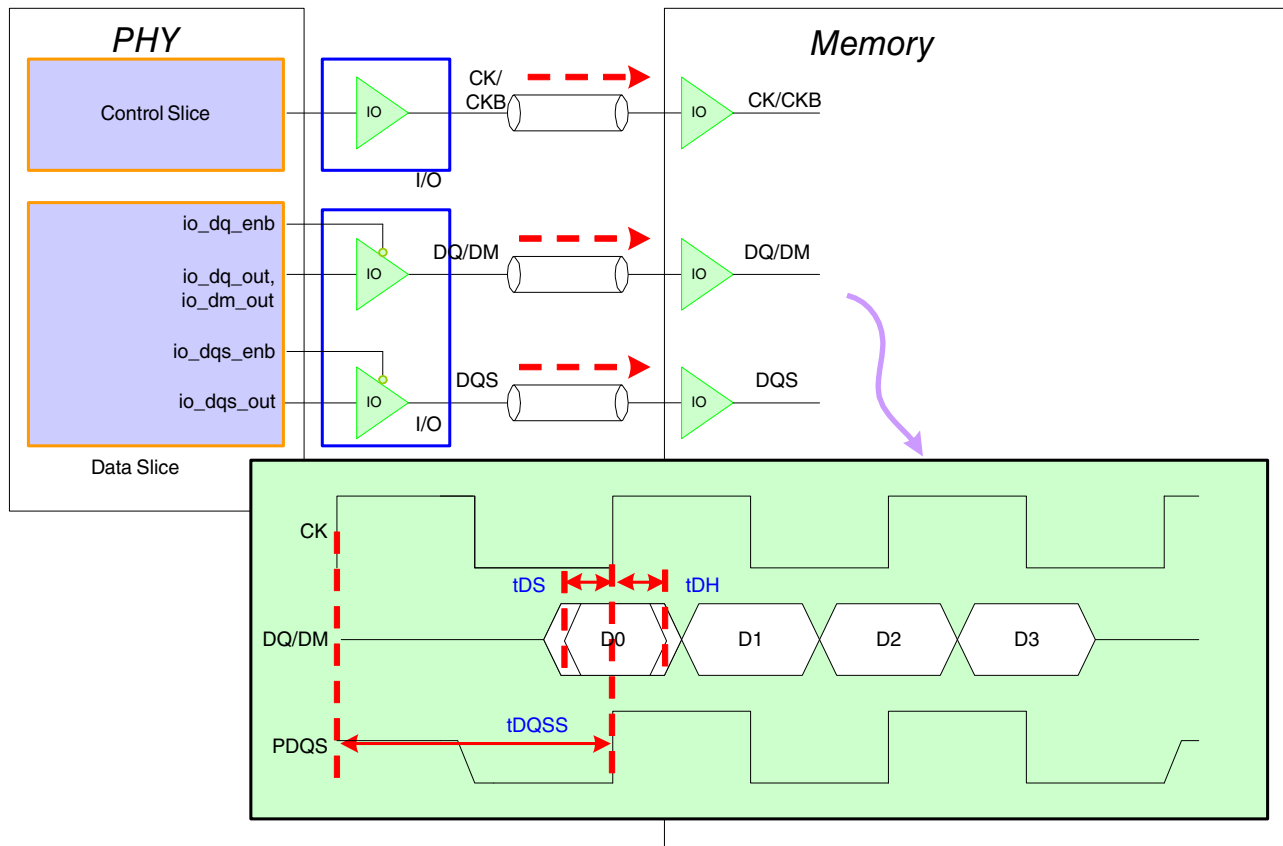 PHY
Memory
Control Slice
IO
I/O
CK/
CKB
IO
CK/CKB
io_dq_enb
io_dq_out,
io_dm_out
io_dqs_enb
io_dqs_out
Data Slice
IO
IO
I/O
DQ/DM
DQS
IO
DQ/DM
IO
DQS
CK
tDS
tDH
DQ/DM
D0
D1
D2
D3
tDQSS
PDQS